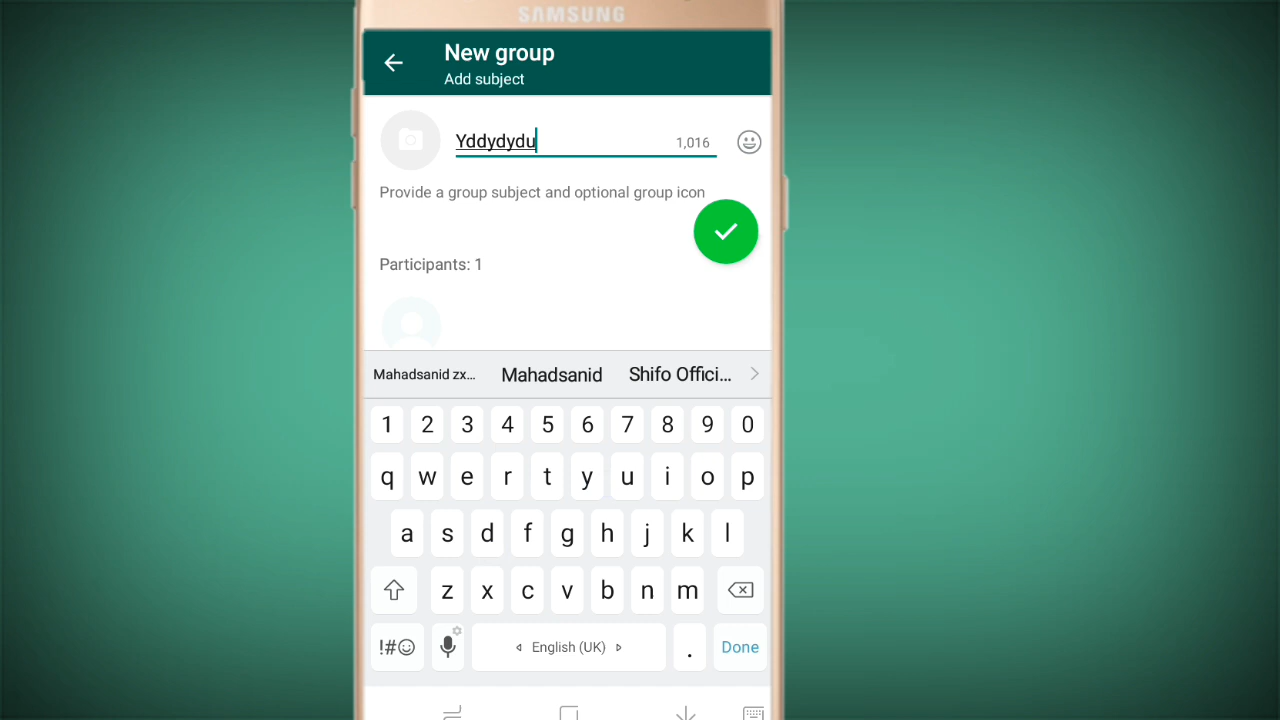 SAMSUNG
New group
Add subject
Yddydydu 1,016
Provide a group subject and optional group icon
Participants: 1
Mahadsanid zx... Mahadsanid Shifo Offici...
1 2 3 4 5 6 7 8 9 0
q w e r t y u i o p
a s d f g h j k l
z x c v b n m
!#☺ English (UK) . Done